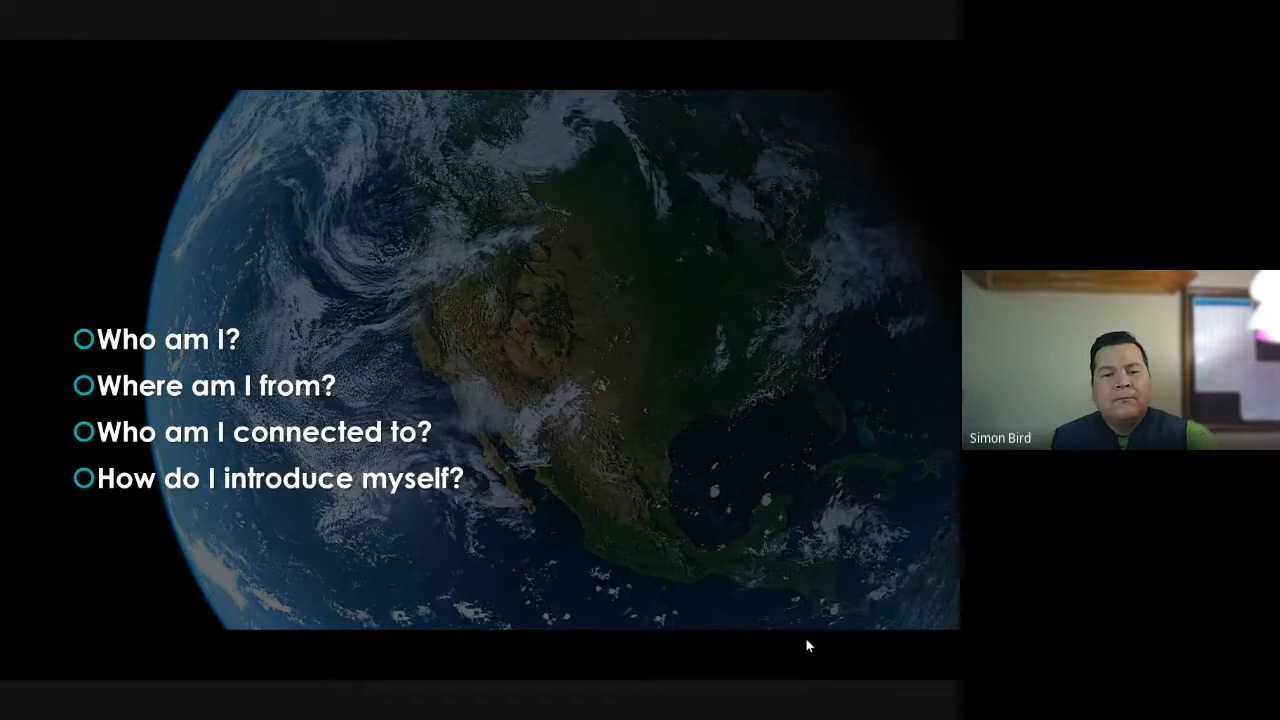 Who am I?
Where am I from?
Who am I connected to?
How do I introduce myself?
Simon Bird